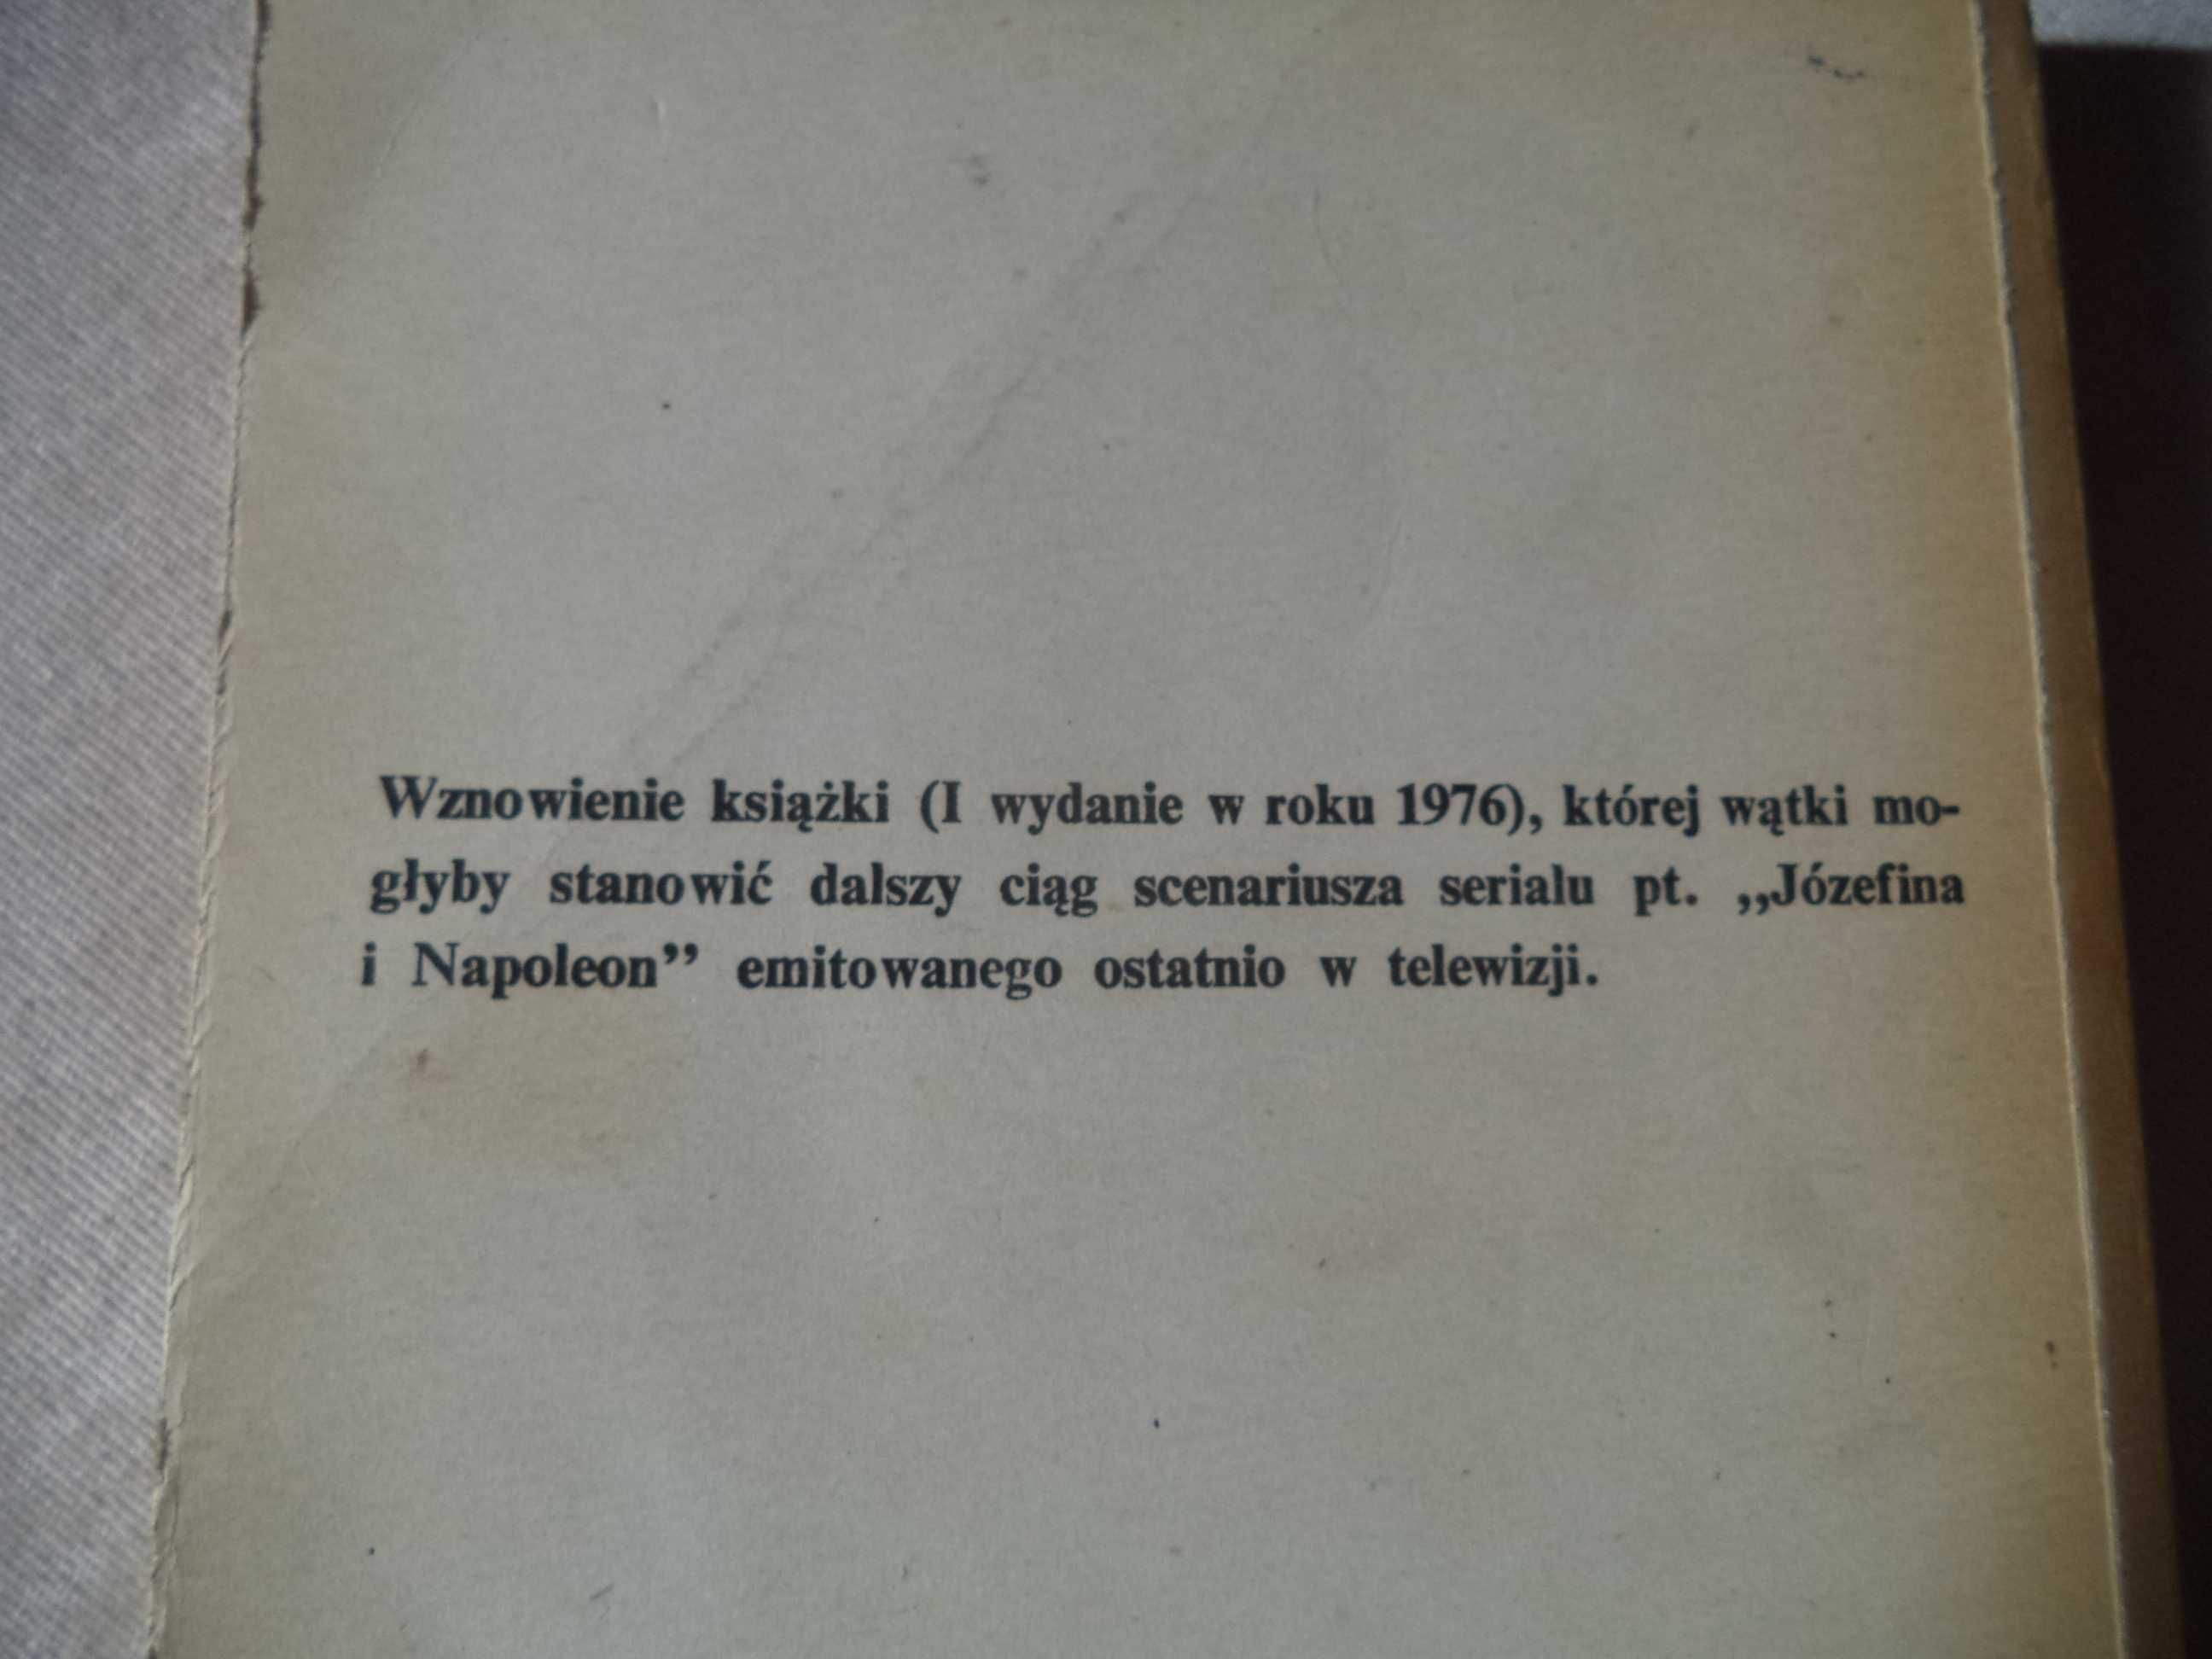 Wznowienie książki (I wydanie w roku 1976), której wątki mo-
głyby stanowić dalszy ciąg scenariusza serialu pt. „Józefina
i Napoleon” emitowanego ostatnio w telewizji.